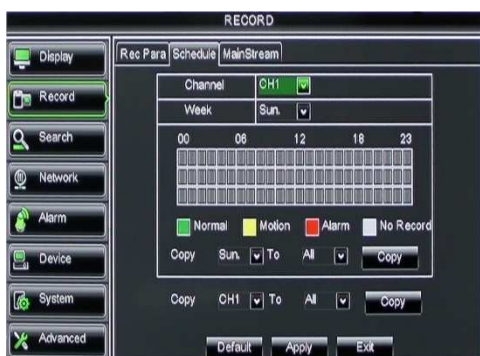 RECORD
Display
Record
Search
Network
Alarm
Device
System
Advanced
Rec Para Schedule MainStream
Channel CH1
Week Sun.
00 06 12 18 23
Normal Motion Alarm No Record
Copy Sun. To All Copy
Copy CH1 To All Copy
Default Apply Exit